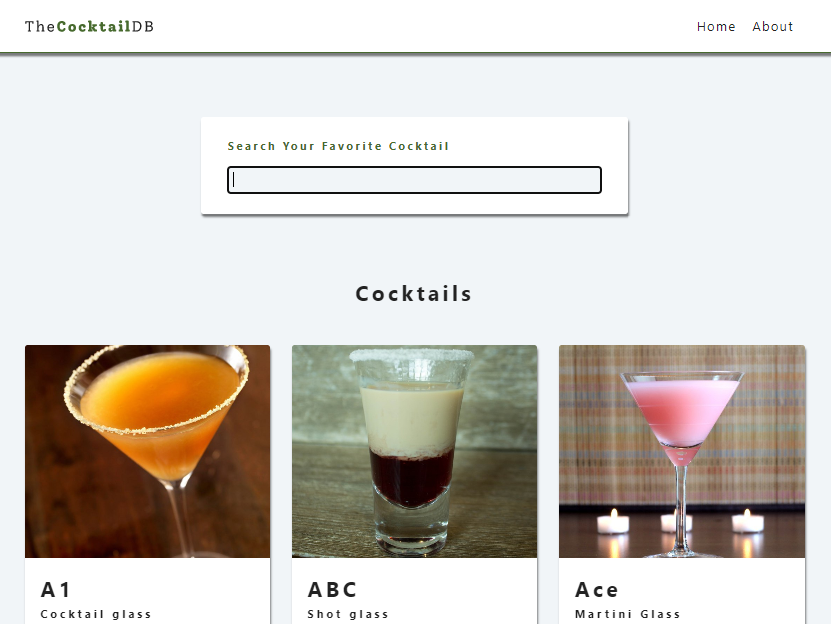 TheCocktailDB
Home About
Search Your Favorite Cocktail
Cocktails
A1
Cocktail glass
ABC
Shot glass
Ace
Martini Glass